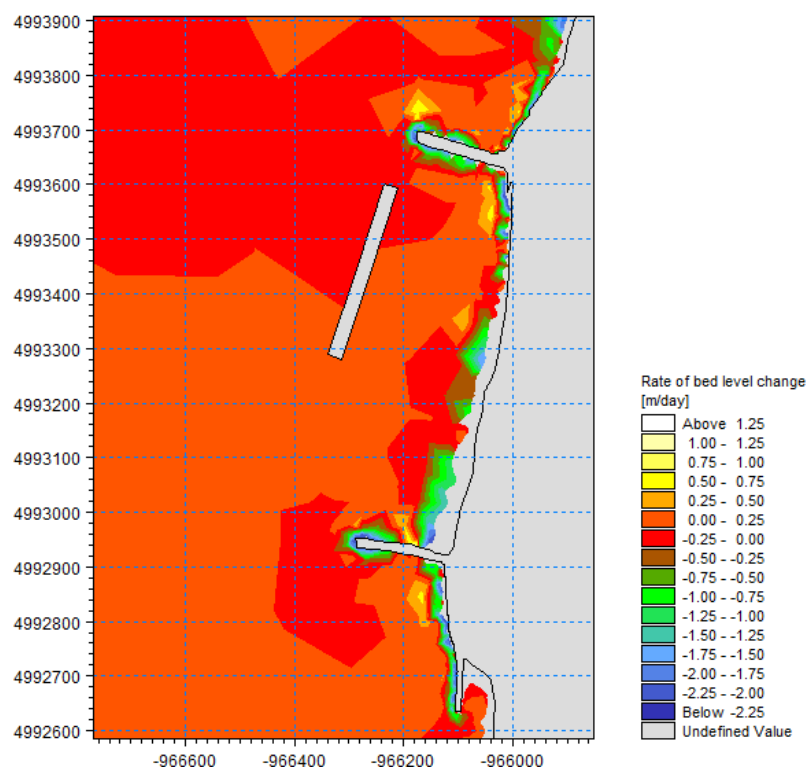 4993900
4993800
4993700
4993600
4993500
4993400
4993300
4993200
4993100
4993000
4992900
4992800
4992700
4992600
-966600 -966400 -966200 -966000
Rate of bed level change
[m/day]
Above 1.25
1.00 - 1.25
0.75 - 1.00
0.50 - 0.75
0.25 - 0.50
0.00 - 0.25
-0.25 - 0.00
-0.50 - -0.25
-0.75 - -0.50
-1.00 - -0.75
-1.25 - -1.00
-1.50 - -1.25
-1.75 - -1.50
-2.00 - -1.75
-2.25 - -2.00
Below -2.25
Undefined Value